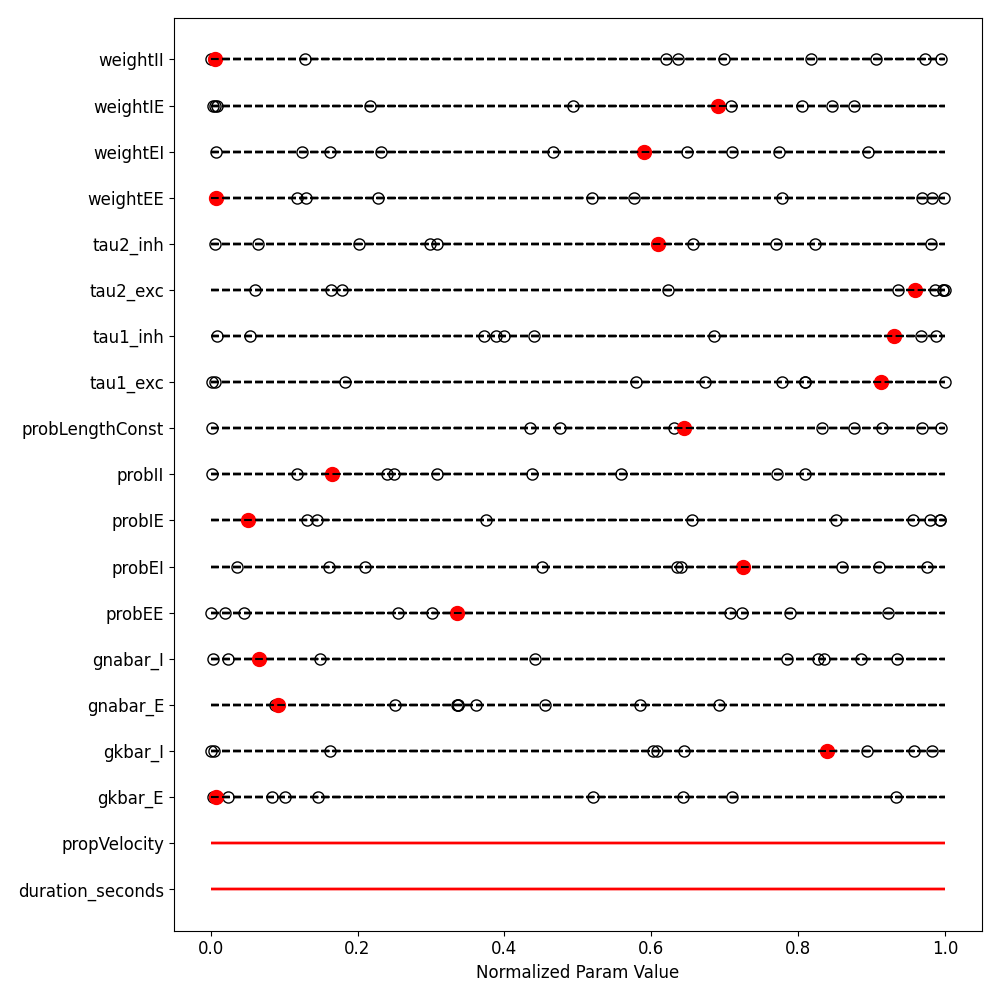 weightII
weightIE
weightEI
weightEE
tau2_inh
tau2_exc
tau1_inh
tau1_exc
probLengthConst
probII
probIE
probEI
probEE
gnabar_I
gnabar_E
gkbar_I
gkbar_E
propVelocity
duration_seconds
0.0 0.2 0.4 0.6 0.8 1.0
Normalized Param Value